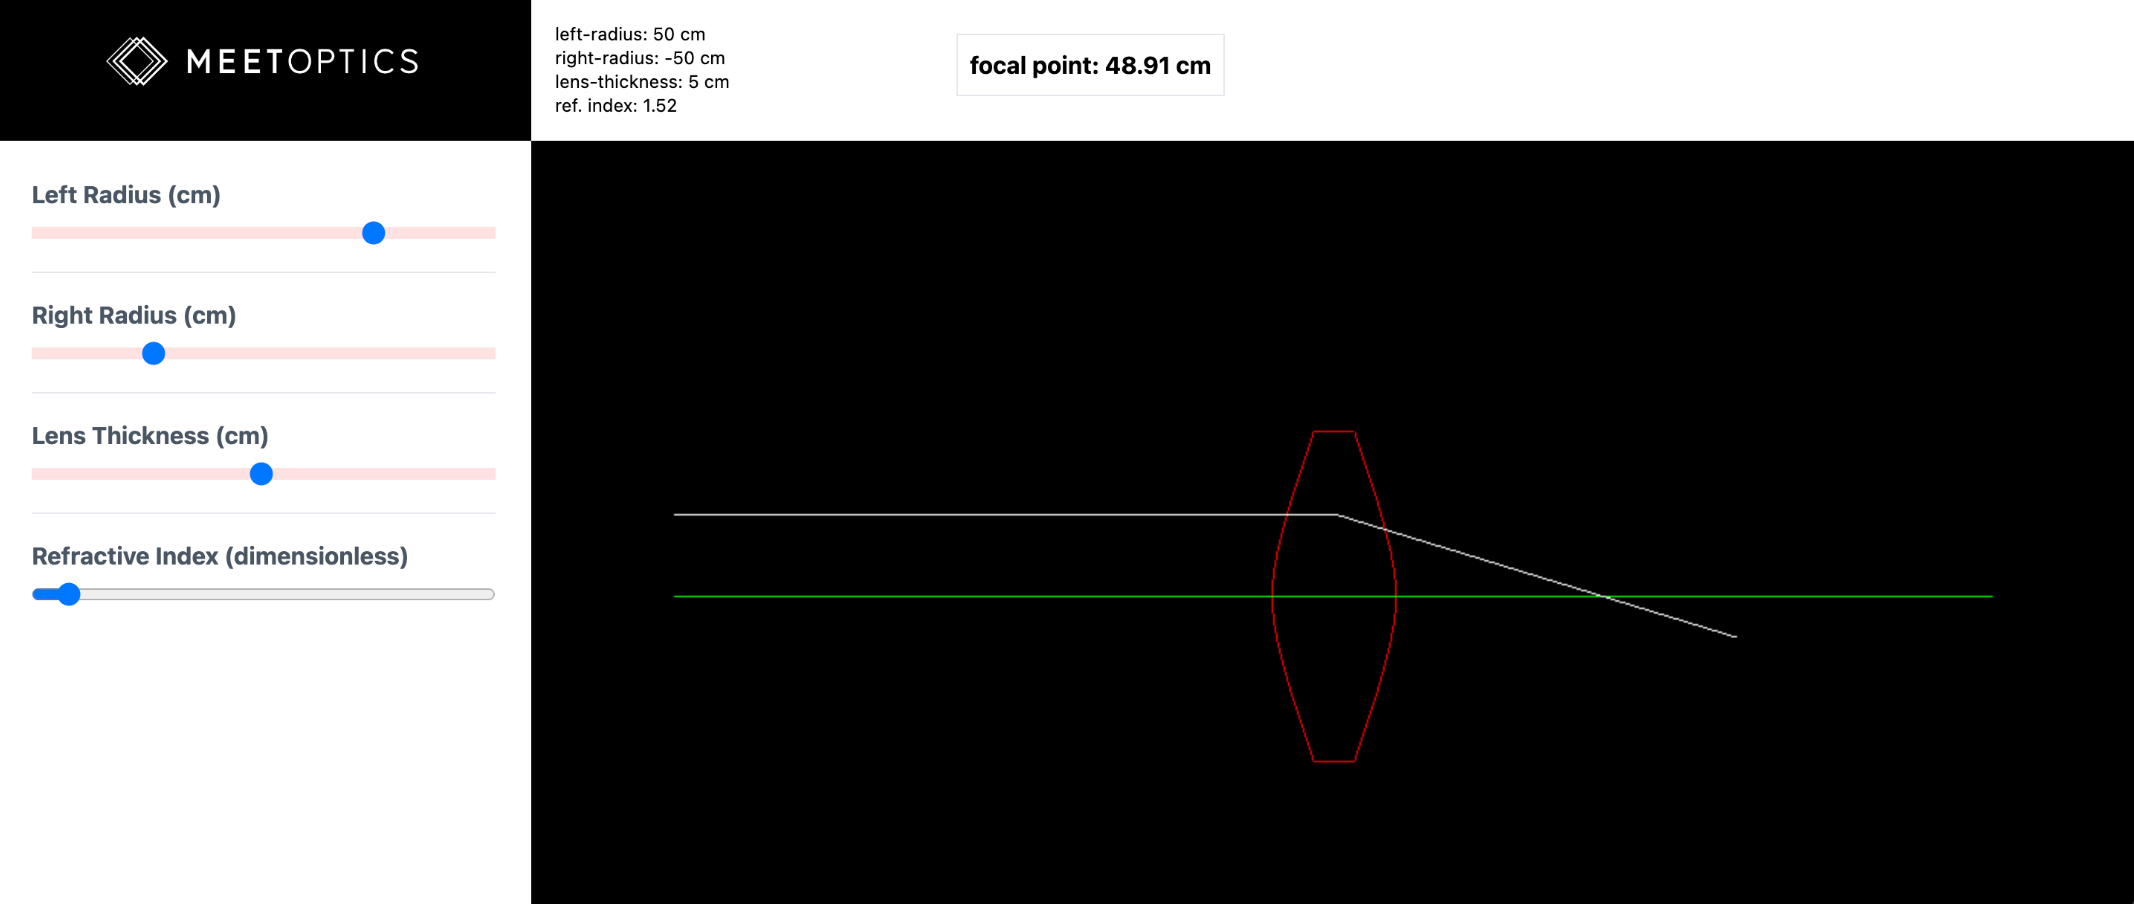 MEETOPTICS
left-radius: 50 cm
right-radius: -50 cm
lens-thickness: 5 cm
ref. index: 1.52
focal point: 48.91 cm
Left Radius (cm)
Right Radius (cm)
Lens Thickness (cm)
Refractive Index (dimensionless)